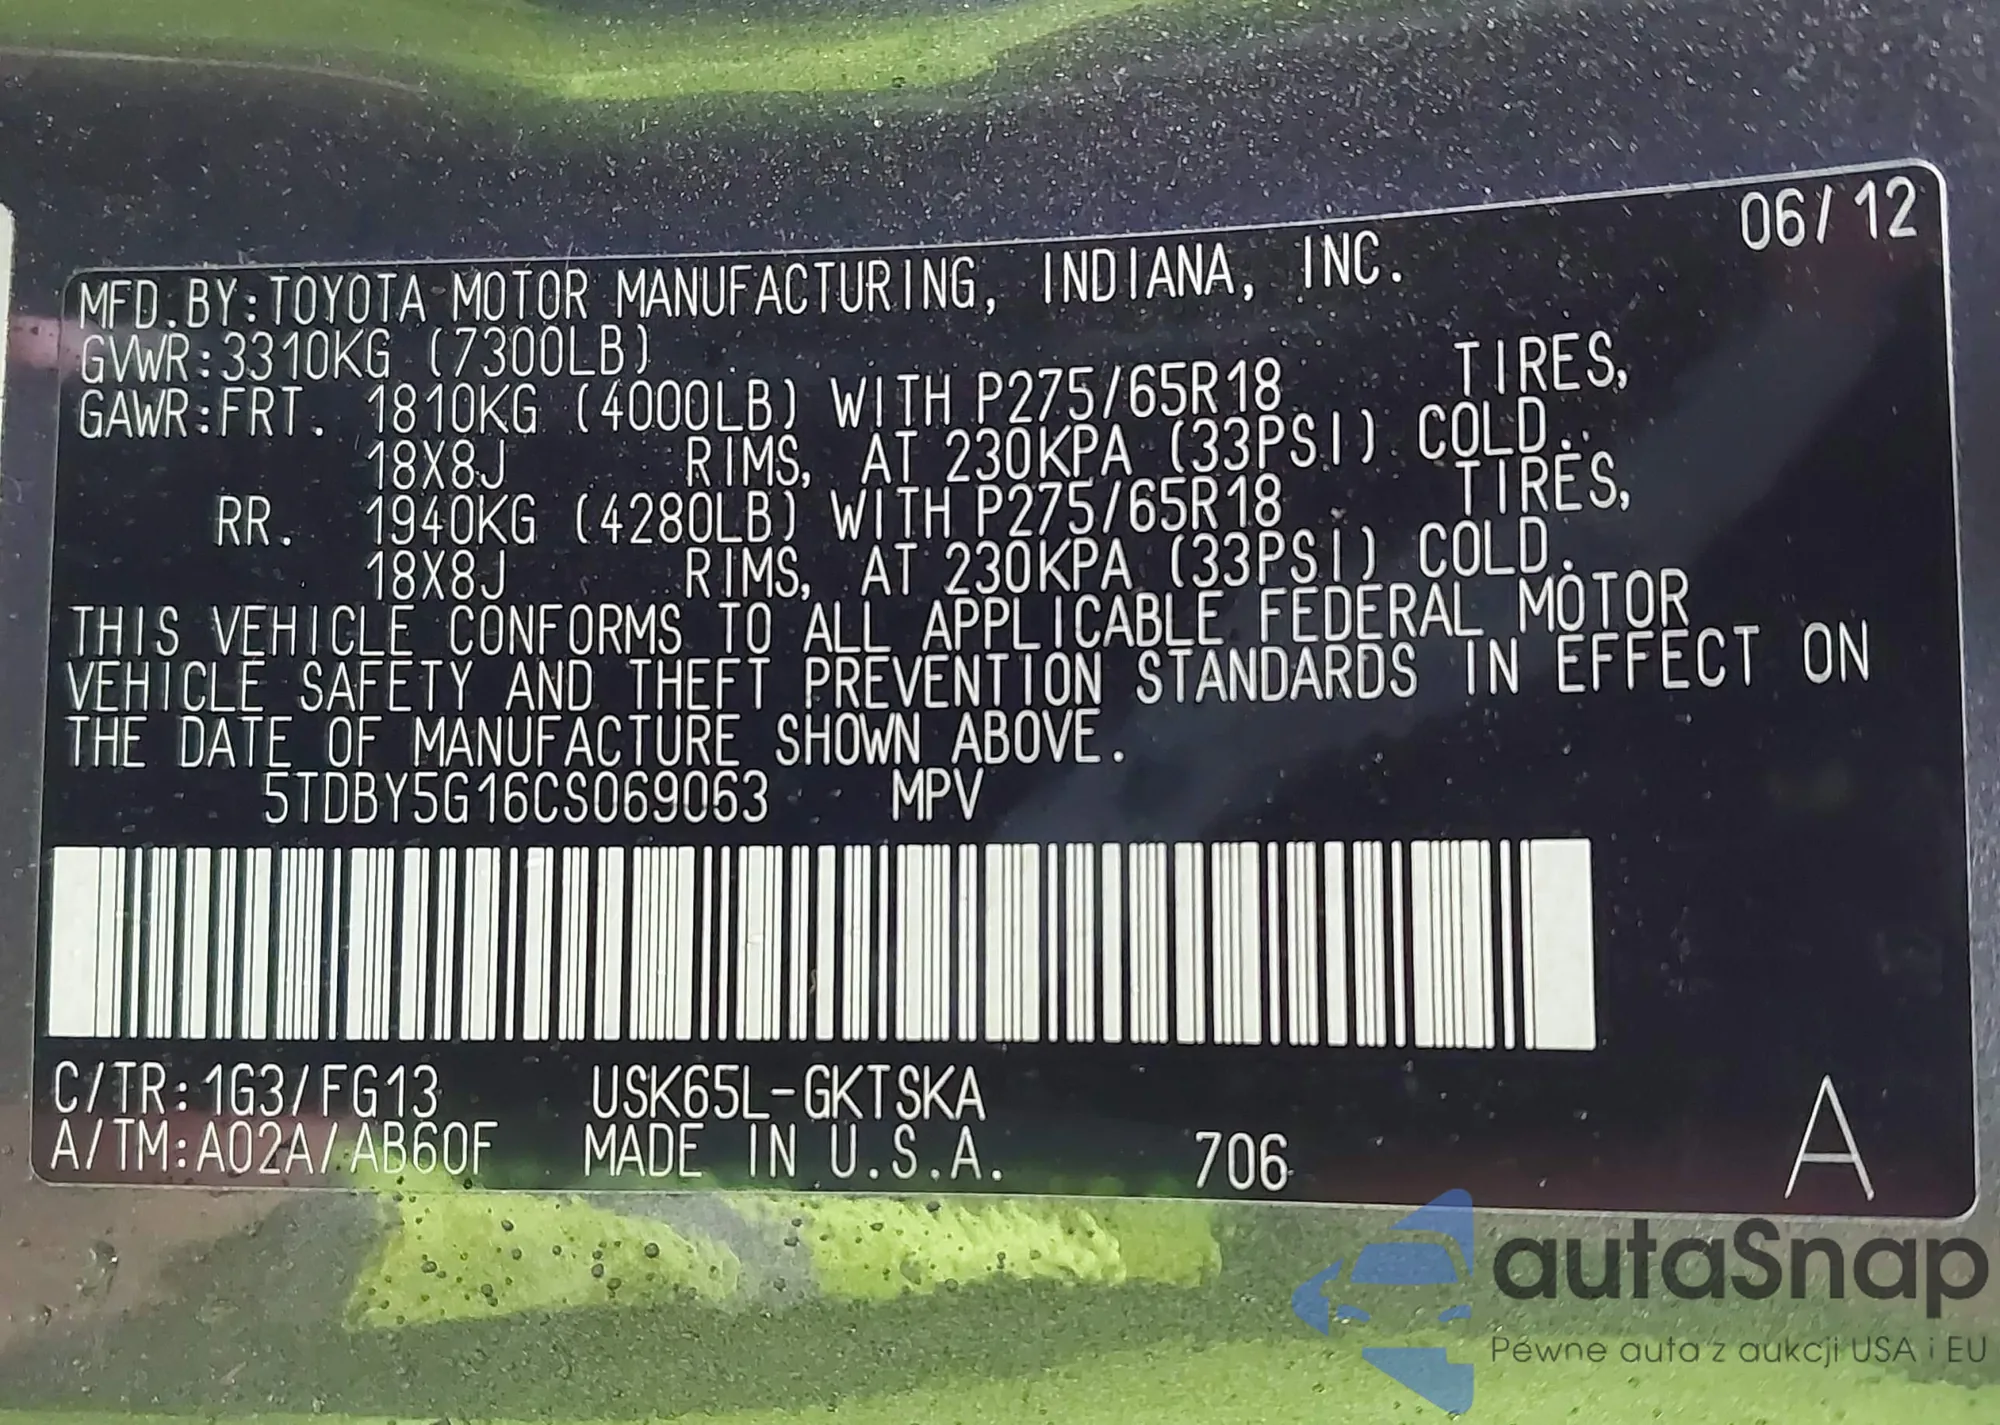 06/12
MFD.BY:TOYOTA MOTOR MANUFACTURING, INDIANA, INC.
GVWR:3310KG (7300LB)
GAWR:FRT. 1810KG (4000LB) WITH P275/65R18 TIRES,
18X8J RIMS, AT 230KPA (33PSI) COLD.
RR. 1940KG (4280LB) WITH P275/65R18 TIRES,
18X8J RIMS, AT 230KPA (33PSI) COLD.
THIS VEHICLE CONFORMS TO ALL APPLICABLE FEDERAL MOTOR
VEHICLE SAFETY AND THEFT PREVENTION STANDARDS IN EFFECT ON
THE DATE OF MANUFACTURE SHOWN ABOVE.
5TDBY5G16CS069063 MPV
C/TR:1G3/FG13 USK65L-GKTSKA
A/TM:A02A/AB60F MADE IN U.S.A. 706 A
autaSnap
Pewne auta z aukcji USA i EU